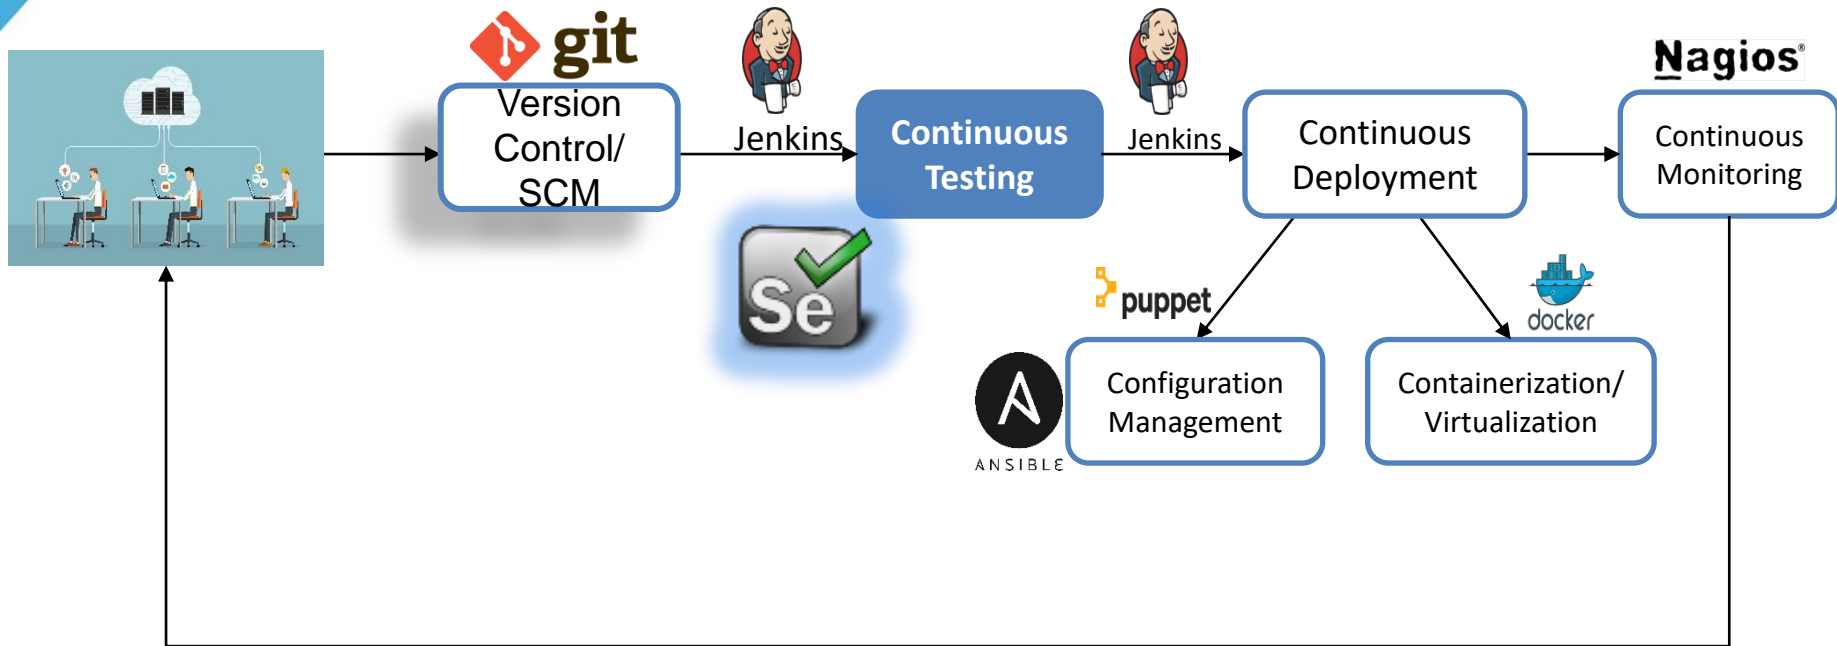 git
Version
Control/
SCM
Jenkins
Continuous
Testing
Se
Jenkins
Continuous
Deployment
Nagios®
Continuous
Monitoring
puppet
docker
ANSIBLE
Configuration
Management
Containerization/
Virtualization